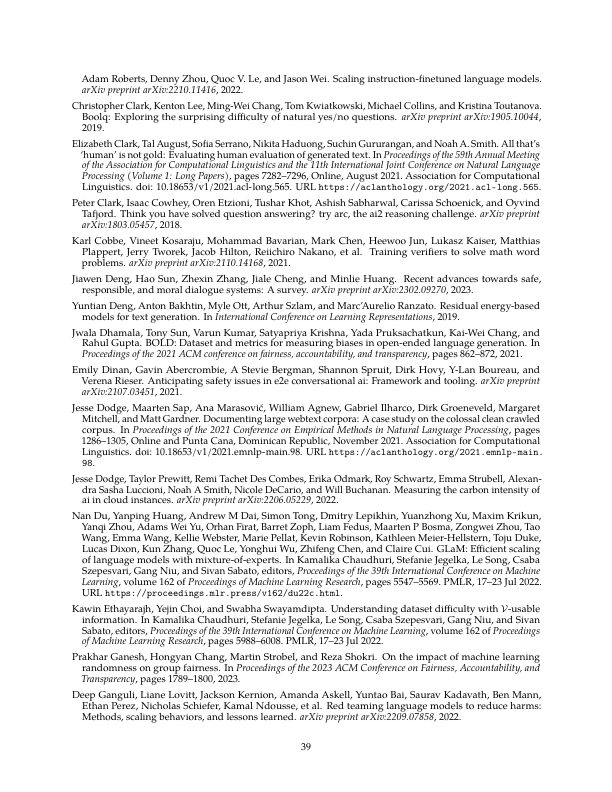 Adam Roberts, Denny Zhou, Quoc V. Le, and Jason Wei. Scaling instruction-finetuned language models.
arXiv preprint arXiv:2210.11416, 2022.
Christopher Clark, Kenton Lee, Ming-Wei Chang, Tom Kwiatkowski, Michael Collins, and Kristina Toutanova.
Boolq: Exploring the surprising difficulty of natural yes/no questions. arXiv preprint arXiv:1905.10044,
2019.
Elizabeth Clark, Tal August, Sofia Serrano, Nikita Haduong, Suchin Gururangan, and Noah A. Smith. All that's
'human' is not gold: Evaluating human evaluation of generated text. In Proceedings of the 59th Annual Meeting
of the Association for Computational Linguistics and the 11th International Joint Conference on Natural Language
Processing (Volume 1: Long Papers), pages 7282–7296, Online, August 2021. Association for Computational
Linguistics. doi: 10.18653/v1/2021.acl-long.565. URL https://aclanthology.org/2021.acl-long.565.
Peter Clark, Isaac Cowhey, Oren Etzioni, Tushar Khot, Ashish Sabharwal, Carissa Schoenick, and Oyvind
Tafjord. Think you have solved question answering? try arc, the ai2 reasoning challenge. arXiv preprint
arXiv:1803.05457, 2018.
Karl Cobbe, Vineet Kosaraju, Mohammad Bavarian, Mark Chen, Heewoo Jun, Lukasz Kaiser, Matthias
Plappert, Jerry Tworek, Jacob Hilton, Reiichiro Nakano, et al. Training verifiers to solve math word
problems. arXiv preprint arXiv:2110.14168, 2021.
Jiawen Deng, Hao Sun, Zhexin Zhang, Jiale Cheng, and Minlie Huang. Recent advances towards safe,
responsible, and moral dialogue systems: A survey. arXiv preprint arXiv:2302.09270, 2023.
Yuntian Deng, Anton Bakhtin, Myle Ott, Arthur Szlam, and Marc'Aurelio Ranzato. Residual energy-based
models for text generation. In International Conference on Learning Representations, 2019.
Jwala Dhamala, Tony Sun, Varun Kumar, Satyapriya Krishna, Yada Pruksachatkun, Kai-Wei Chang, and
Rahul Gupta. BOLD: Dataset and metrics for measuring biases in open-ended language generation. In
Proceedings of the 2021 ACM conference on fairness, accountability, and transparency, pages 862–872, 2021.
Emily Dinan, Gavin Abercrombie, A Stevie Bergman, Shannon Spruit, Dirk Hovy, Y-Lan Boureau, and
Verena Rieser. Anticipating safety issues in e2e conversational ai: Framework and tooling. arXiv preprint
arXiv:2107.03451, 2021.
Jesse Dodge, Maarten Sap, Ana Marasović, William Agnew, Gabriel Ilharco, Dirk Groeneveld, Margaret
Mitchell, and Matt Gardner. Documenting large webtext corpora: A case study on the colossal clean crawled
corpus. In Proceedings of the 2021 Conference on Empirical Methods in Natural Language Processing, pages
1286–1305, Online and Punta Cana, Dominican Republic, November 2021. Association for Computational
Linguistics. doi: 10.18653/v1/2021.emnlp-main.98. URL https://aclanthology.org/2021.emnlp-main.
98.
Jesse Dodge, Taylor Prewitt, Remi Tachet Des Combes, Erika Odmark, Roy Schwartz, Emma Strubell, Alexan-
dra Sasha Luccioni, Noah A Smith, Nicole DeCario, and Will Buchanan. Measuring the carbon intensity of
ai in cloud instances. arXiv preprint arXiv:2206.05229, 2022.
Nan Du, Yanping Huang, Andrew M Dai, Simon Tong, Dmitry Lepikhin, Yuanzhong Xu, Maxim Krikun,
Yanqi Zhou, Adams Wei Yu, Orhan Firat, Barret Zoph, Liam Fedus, Maarten P Bosma, Zongwei Zhou, Tao
Wang, Emma Wang, Kellie Webster, Marie Pellat, Kevin Robinson, Kathleen Meier-Hellstern, Toju Duke,
Lucas Dixon, Kun Zhang, Quoc Le, Yonghui Wu, Zhifeng Chen, and Claire Cui. GLaM: Efficient scaling
of language models with mixture-of-experts. In Kamalika Chaudhuri, Stefanie Jegelka, Le Song, Csaba
Szepesvari, Gang Niu, and Sivan Sabato, editors, Proceedings of the 39th International Conference on Machine
Learning, volume 162 of Proceedings of Machine Learning Research, pages 5547–5569. PMLR, 17–23 Jul 2022.
URL https://proceedings.mlr.press/v162/du22c.html.
Kawin Ethayarajh, Yejin Choi, and Swabha Swayamdipta. Understanding dataset difficulty with 𝒱-usable
information. In Kamalika Chaudhuri, Stefanie Jegelka, Le Song, Csaba Szepesvari, Gang Niu, and Sivan
Sabato, editors, Proceedings of the 39th International Conference on Machine Learning, volume 162 of Proceedings
of Machine Learning Research, pages 5988–6008. PMLR, 17–23 Jul 2022.
Prakhar Ganesh, Hongyan Chang, Martin Strobel, and Reza Shokri. On the impact of machine learning
randomness on group fairness. In Proceedings of the 2023 ACM Conference on Fairness, Accountability, and
Transparency, pages 1789–1800, 2023.
Deep Ganguli, Liane Lovitt, Jackson Kernion, Amanda Askell, Yuntao Bai, Saurav Kadavath, Ben Mann,
Ethan Perez, Nicholas Schiefer, Kamal Ndousse, et al. Red teaming language models to reduce harms:
Methods, scaling behaviors, and lessons learned. arXiv preprint arXiv:2209.07858, 2022.
39